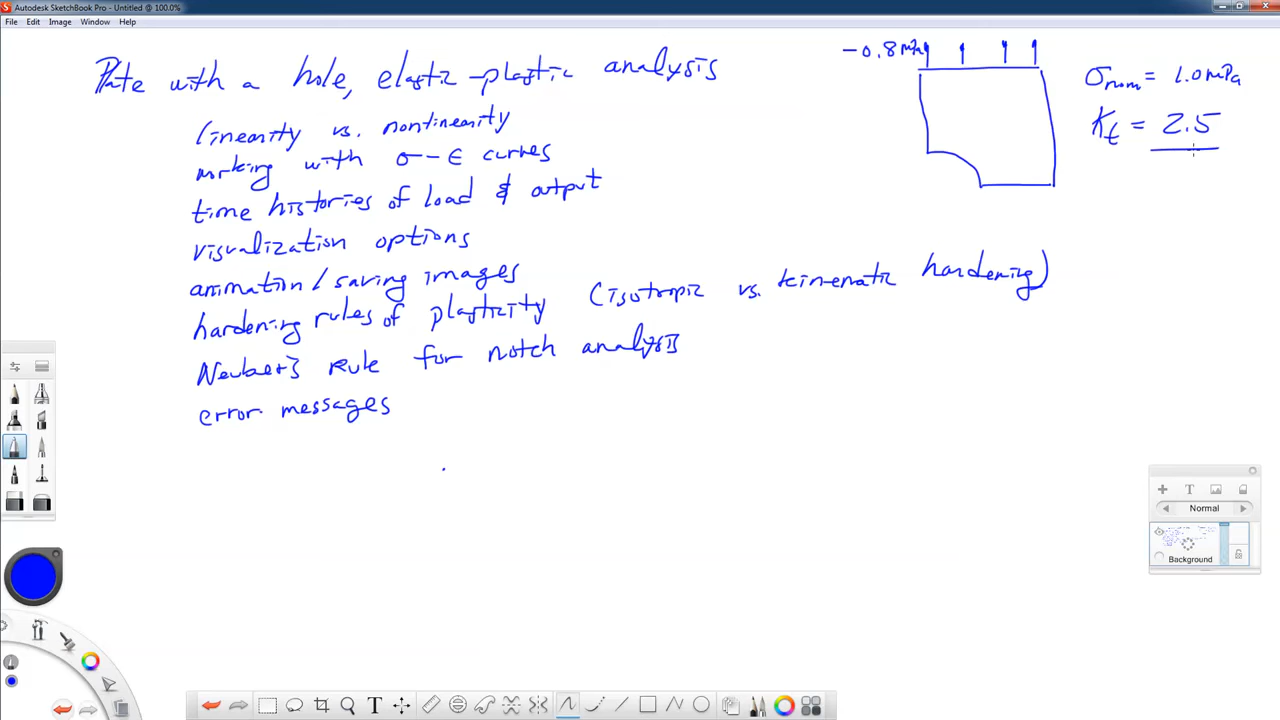 Autodesk SketchBook Pro - Untitled @ 100.0%
File Edit Image Window Help
Plate with a hole, elastic-plastic analysis
linearity vs. nonlinearity
working with σ-ε curves
time histories of load & output
visualization options
animation/saving images
hardening rules of plasticity (isotropic vs. kinematic hardening)
Neuber's Rule for notch analysis
error messages
-0.8 MPa
σnom = 1.0 MPa
Kt = 2.5
T
Normal
Background
T